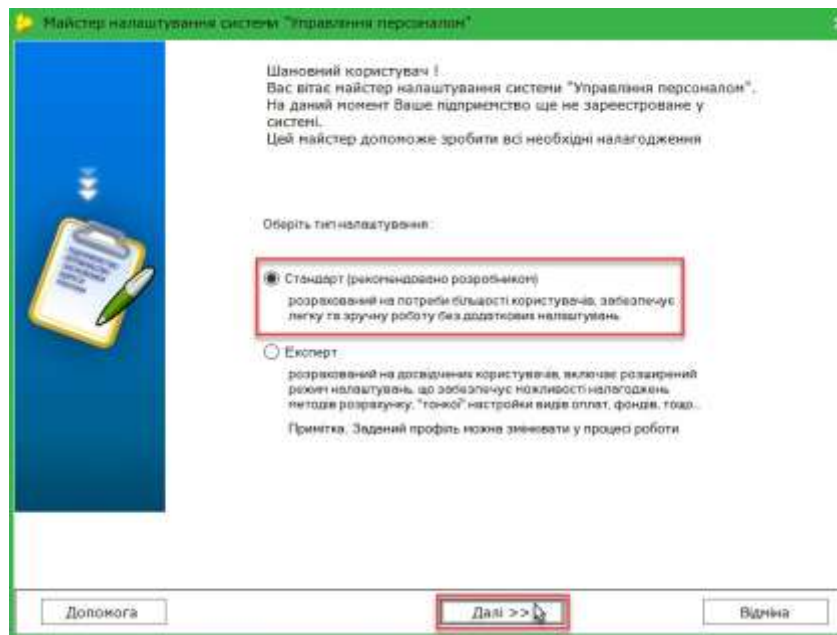 Майстер налаштування системи "Управління персоналом"
Шановний користувач !
Вас вітає майстер налаштування системи "Управління персоналом".
На даний момент Ваше підприємство ще не зареєстроване у
системі.
Цей майстер допоможе зробити всі необхідні налагодження
Оберіть тип налаштування:
Стандарт (рекомендовано розробником)
розрахований на потреби більшості користувачів, забезпечує
легку та зручну роботу без додаткових налаштувань
Експерт
розрахований на досвідчених користувачів, включає розширений
режим налаштувань, що забезпечує можливості налагоджень
методів розрахунку, "тонкої" настройки видів оплат, фондів, тощо..
Примітка. Заданий профіль можна змінювати у процесі роботи
Допомога
Далі >>
Відміна